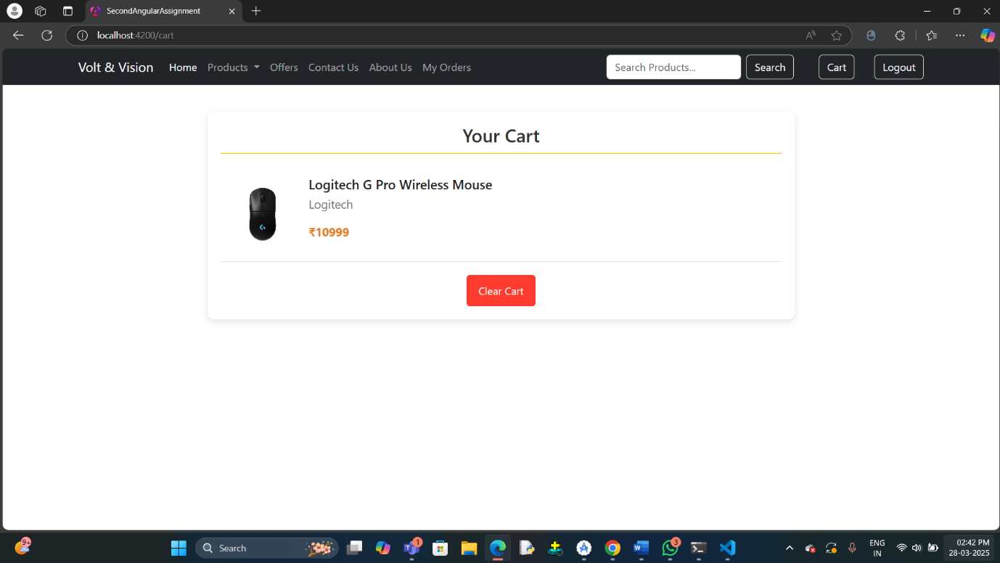 SecondAngularAssignment
localhost:4200/cart
Volt & Vision Home Products Offers Contact Us About Us My Orders Search Products... Search Cart Logout
Your Cart
Logitech G Pro Wireless Mouse
Logitech
₹10999
Clear Cart
9+ Search 1 3 ENG 02:42 PM
IN 28-03-2025